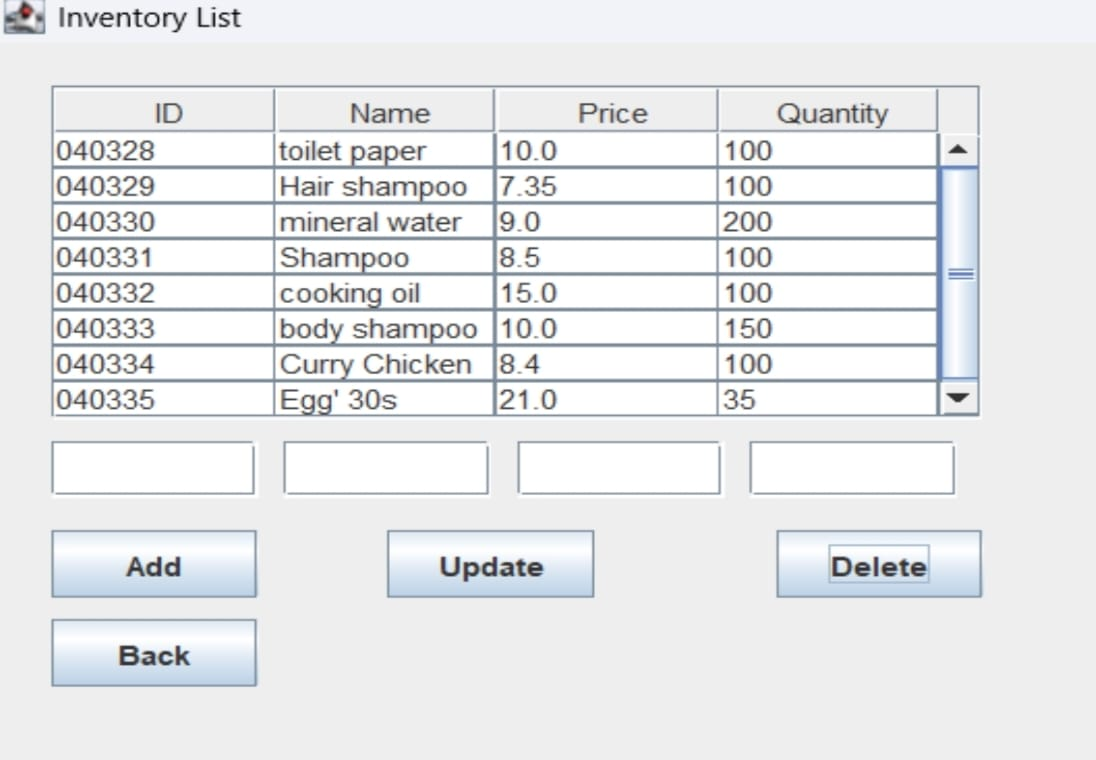 Inventory List
ID Name Price Quantity
040328 toilet paper 10.0 100
040329 Hair shampoo 7.35 100
040330 mineral water 9.0 200
040331 Shampoo 8.5 100
040332 cooking oil 15.0 100
040333 body shampoo 10.0 150
040334 Curry Chicken 8.4 100
040335 Egg' 30s 21.0 35
Add Update Delete
Back